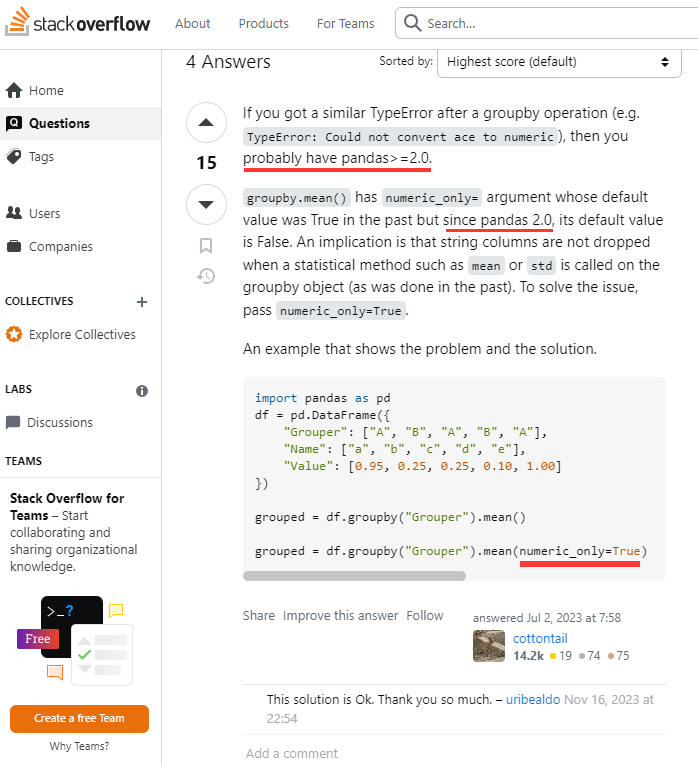 stackoverflow About Products For Teams Search...
Home
Questions
Tags
Users
Companies
COLLECTIVES +
Explore Collectives
LABS
Discussions
TEAMS
Stack Overflow for
Teams – Start
collaborating and
sharing organizational
knowledge.
>_?
Free
Create a free Team
Why Teams?
4 Answers Sorted by: Highest score (default)
15
If you got a similar TypeError after a groupby operation (e.g.
TypeError: Could not convert ace to numeric ), then you
probably have pandas>=2.0.
groupby.mean() has numeric_only= argument whose default
value was True in the past but since pandas 2.0, its default value
is False. An implication is that string columns are not dropped
when a statistical method such as mean or std is called on the
groupby object (as was done in the past). To solve the issue,
pass numeric_only=True .
An example that shows the problem and the solution.
import pandas as pd
df = pd.DataFrame({
    "Grouper": ["A", "B", "A", "B", "A"],
    "Name": ["a", "b", "c", "d", "e"],
    "Value": [0.95, 0.25, 0.25, 0.10, 1.00]
})
grouped = df.groupby("Grouper").mean()
grouped = df.groupby("Grouper").mean(numeric_only=True)
Share Improve this answer Follow
answered Jul 2, 2023 at 7:58
cottontail
14.2k 19 74 75
This solution is Ok. Thank you so much. – uribealdo Nov 16, 2023 at
22:54
Add a comment